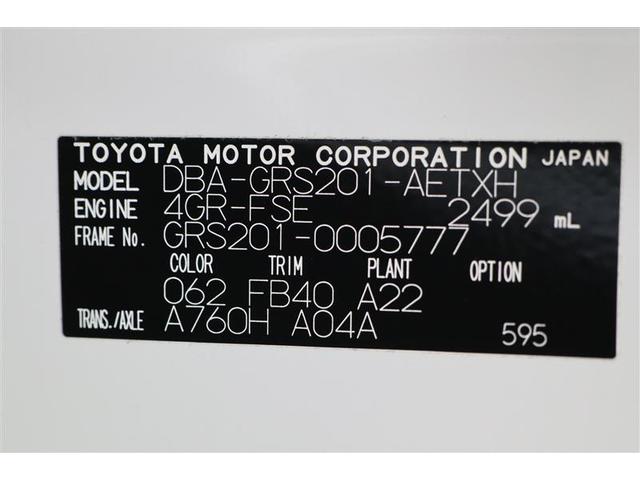 TOYOTA MOTOR CORPORATION JAPAN
MODEL DBA-GRS201-AETXH
ENGINE 4GR-FSE 2499 mL
FRAME No. GRS201-0005777
COLOR TRIM PLANT OPTION
062 FB40 A22
TRANS./AXLE A760H A04A 595